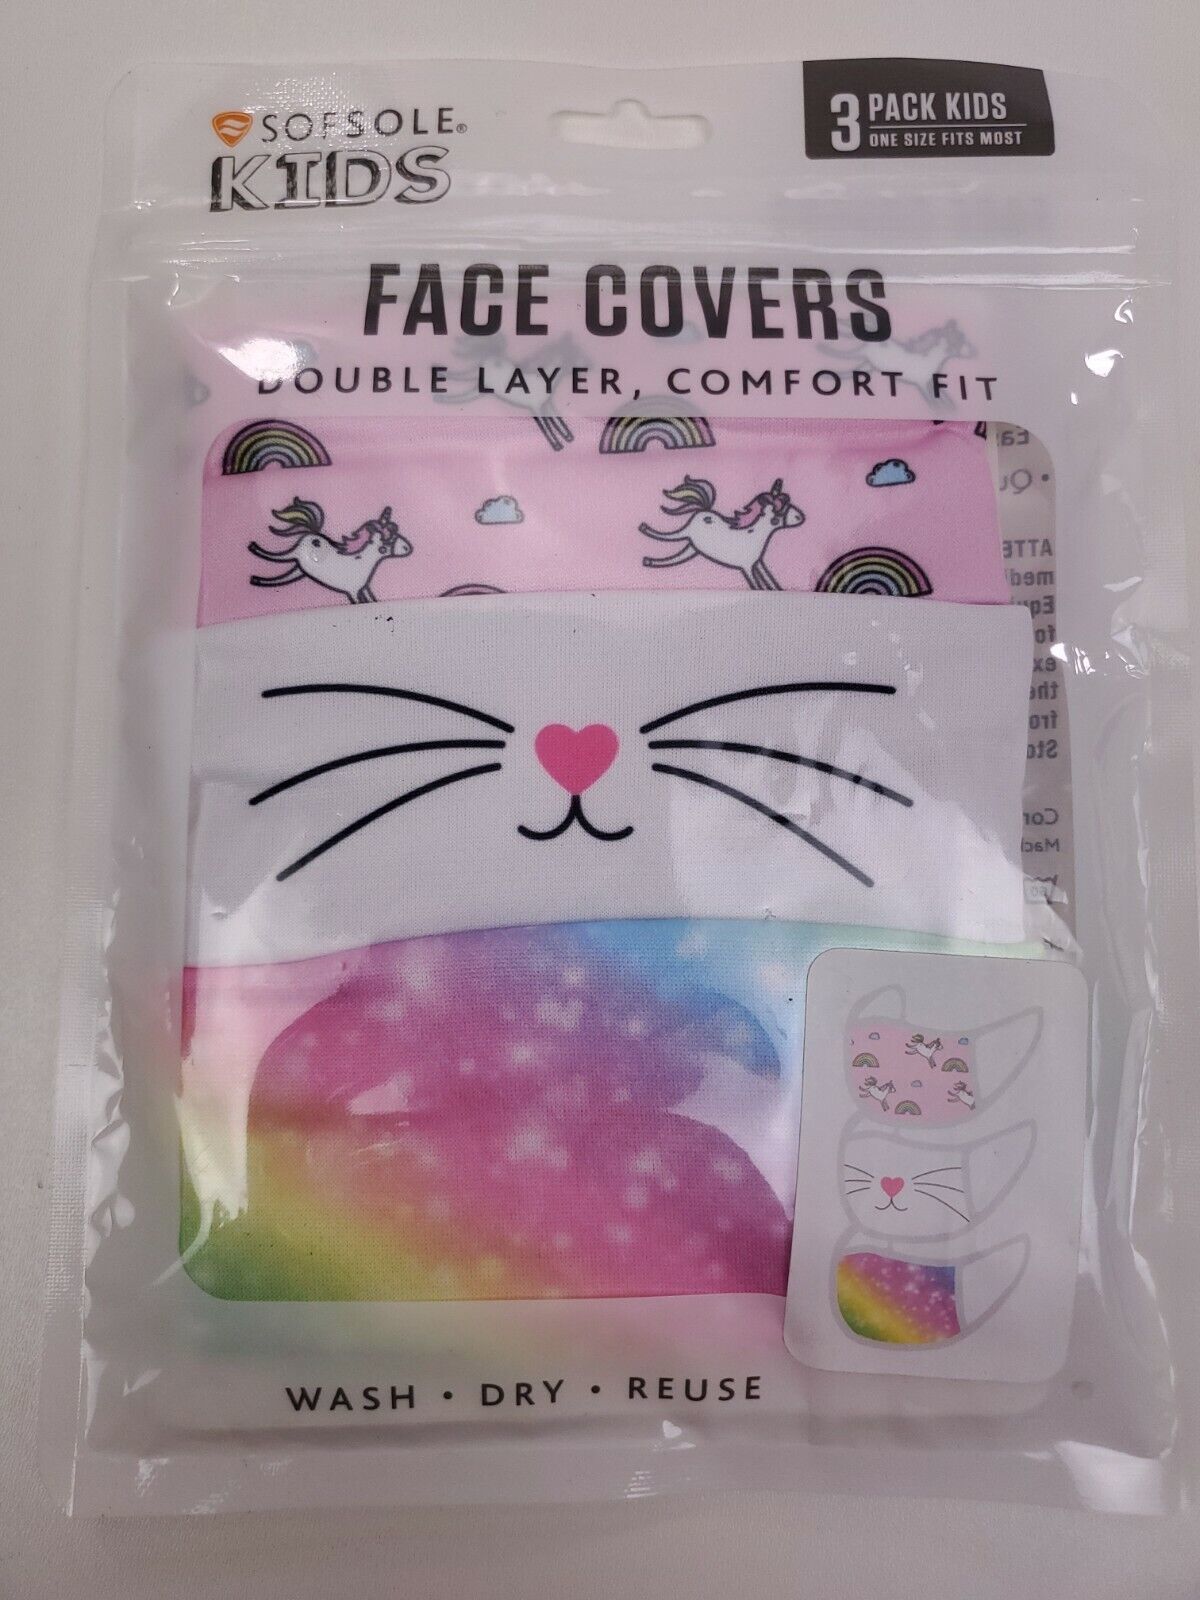 SOFSOLE®
KIDS
3 PACK KIDS
ONE SIZE FITS MOST
FACE COVERS
DOUBLE LAYER, COMFORT FIT
WASH • DRY • REUSE